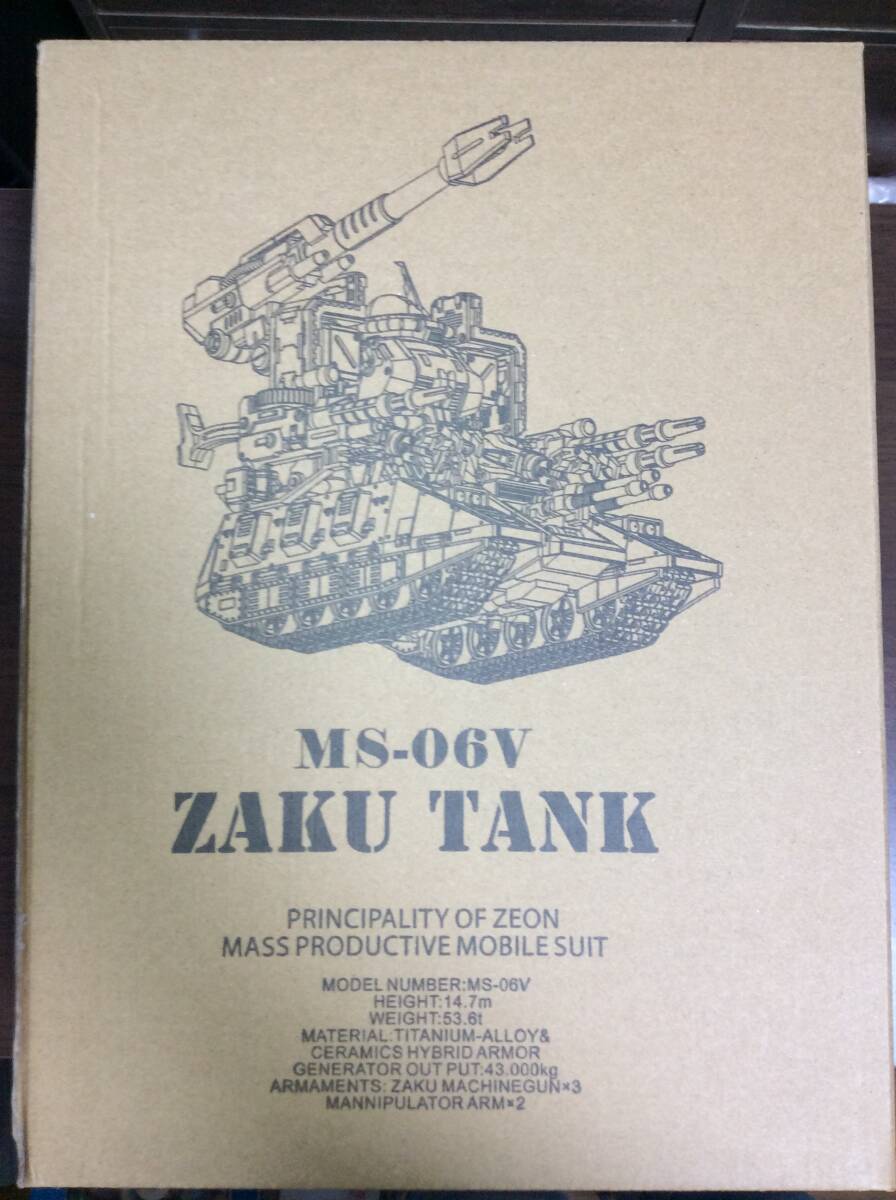 MS-06V
ZAKU TANK
PRINCIPALITY OF ZEON
MASS PRODUCTIVE MOBILE SUIT
MODEL NUMBER:MS-06V
HEIGHT:14.7m
WEIGHT:53.6t
MATERIAL:TITANIUM-ALLOY&
CERAMICS HYBRID ARMOR
GENERATOR OUT PUT:43.000kg
ARMAMENTS: ZAKU MACHINEGUN×3
MANNIPULATOR ARM×2